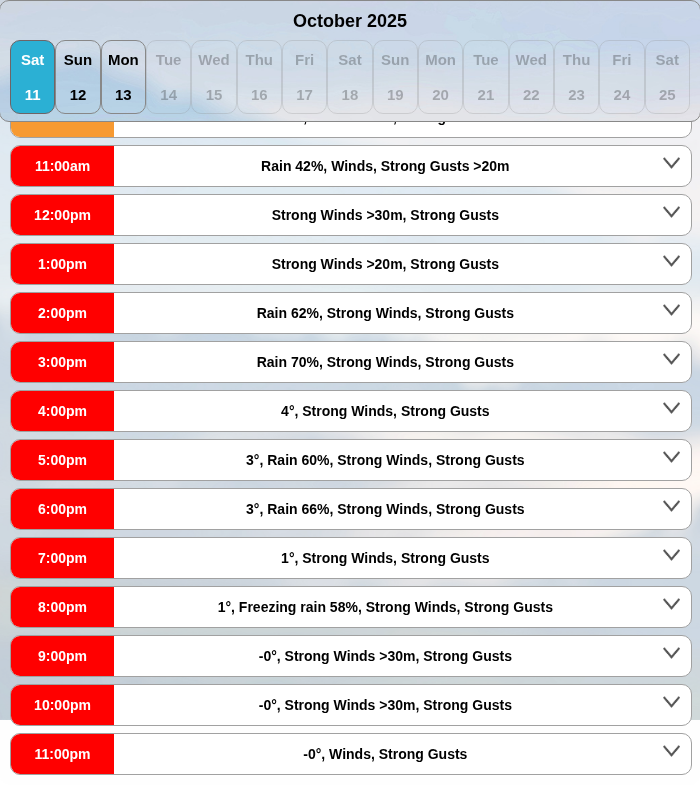 October 2025
Sat Sun Mon Tue Wed Thu Fri Sat Sun Mon Tue Wed Thu Fri Sat
11 12 13 14 15 16 17 18 19 20 21 22 23 24 25
11:00am Rain 42%, Winds, Strong Gusts >20m
12:00pm Strong Winds >30m, Strong Gusts
1:00pm Strong Winds >20m, Strong Gusts
2:00pm Rain 62%, Strong Winds, Strong Gusts
3:00pm Rain 70%, Strong Winds, Strong Gusts
4:00pm 4°, Strong Winds, Strong Gusts
5:00pm 3°, Rain 60%, Strong Winds, Strong Gusts
6:00pm 3°, Rain 66%, Strong Winds, Strong Gusts
7:00pm 1°, Strong Winds, Strong Gusts
8:00pm 1°, Freezing rain 58%, Strong Winds, Strong Gusts
9:00pm -0°, Strong Winds >30m, Strong Gusts
10:00pm -0°, Strong Winds >30m, Strong Gusts
11:00pm -0°, Winds, Strong Gusts